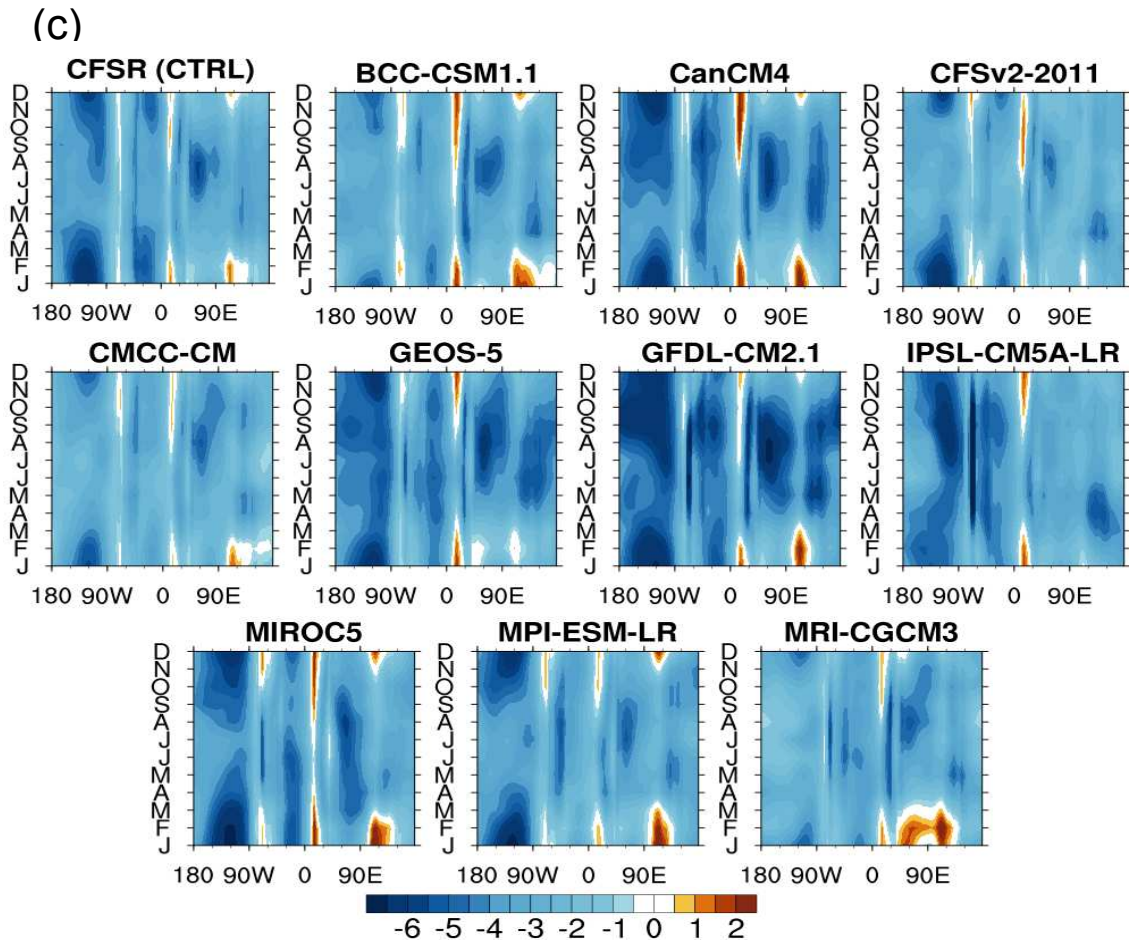 (c)
CFSR (CTRL) BCC-CSM1.1 CanCM4 CFSv2-2011
D D D D
N N N N
O O O O
S S S S
A A A A
J J J J
J J J J
M M M M
A A A A
M M M M
F F F F
J J J J
180 90W 0 90E 180 90W 0 90E 180 90W 0 90E 180 90W 0 90E
CMCC-CM GEOS-5 GFDL-CM2.1 IPSL-CM5A-LR
D D D D
N N N N
O O O O
S S S S
A A A A
J J J J
J J J J
M M M M
A A A A
M M M M
F F F F
J J J J
180 90W 0 90E 180 90W 0 90E 180 90W 0 90E 180 90W 0 90E
MIROC5 MPI-ESM-LR MRI-CGCM3
D D D
N N N
O O O
S S S
A A A
J J J
J J J
M M M
A A A
M M M
F F F
J J J
180 90W 0 90E 180 90W 0 90E 180 90W 0 90E
-6 -5 -4 -3 -2 -1 0 1 2